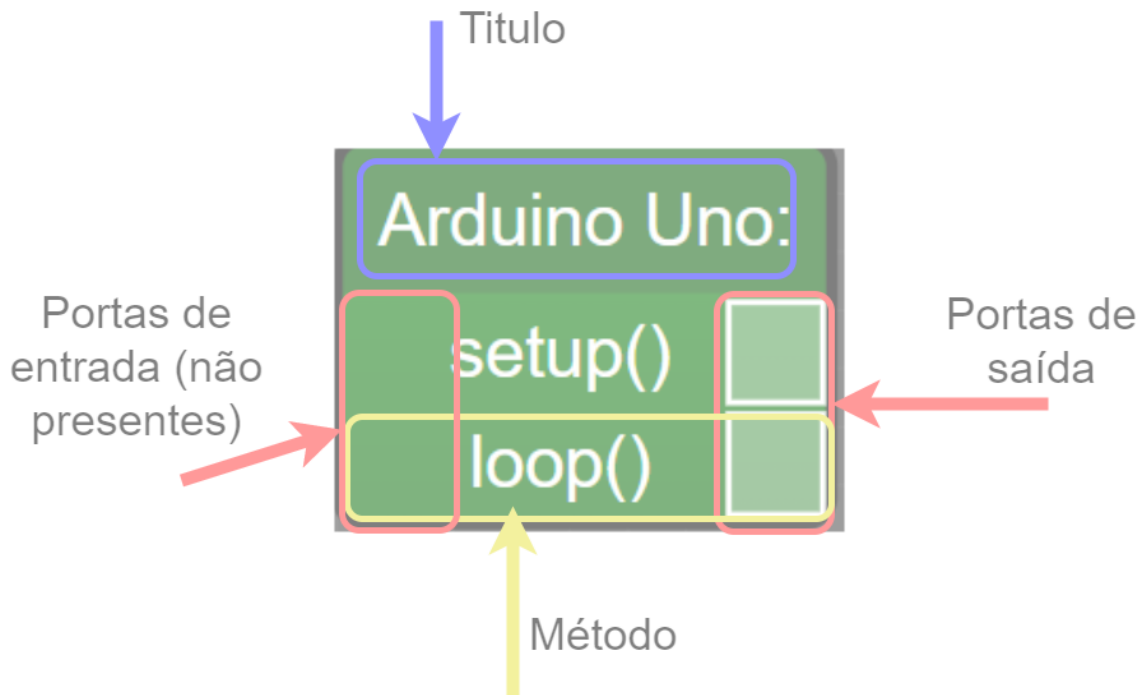 Titulo
Arduino Uno:
Portas de
entrada (não
presentes)
setup()
loop()
Portas de
saída
Método